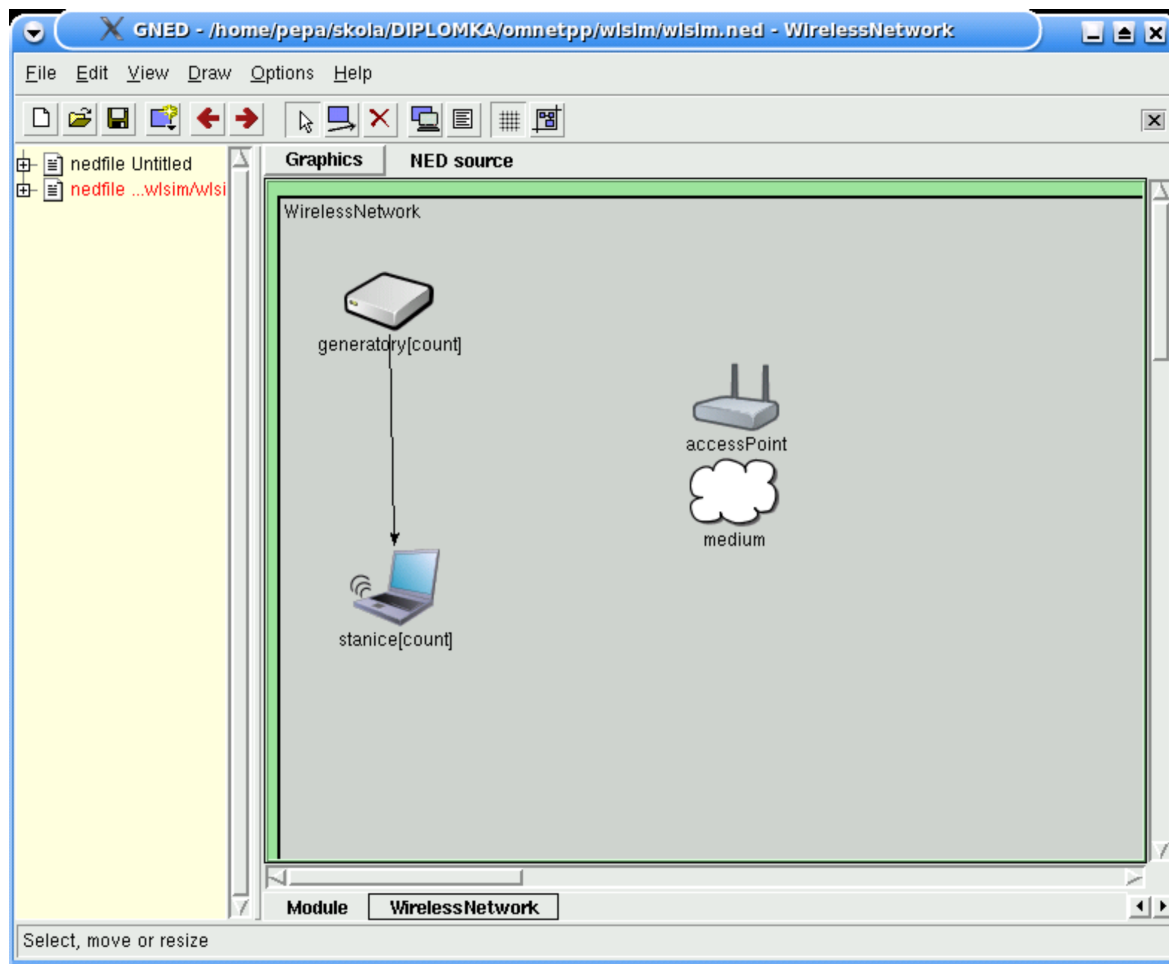 GNED - /home/pepa/skola/DIPLOMKA/omnetpp/wlsim/wlsim.ned - WirelessNetwork
File Edit View Draw Options Help
nedfile Untitled
nedfile ...wlsim/wlsi
Graphics NED source
WirelessNetwork
generatory[count]
accessPoint
medium
stanice[count]
Module WirelessNetwork
Select, move or resize